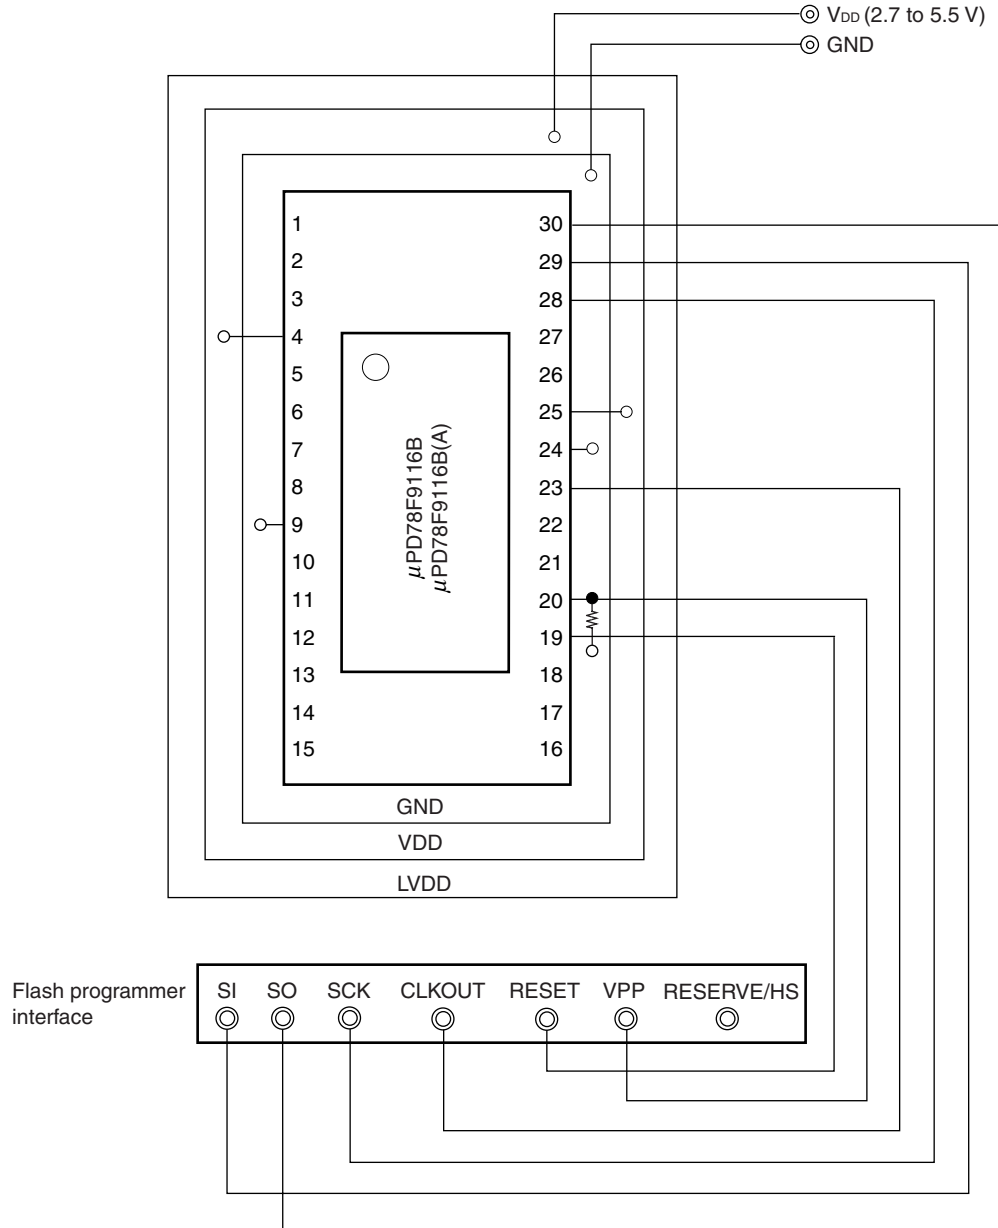 VDD (2.7 to 5.5 V)
GND
1 30
2 29
3 28
4 27
5 26
6 25
7 24
8 23
9 22
10 21
11 20
12 19
13 18
14 17
15 16
μPD78F9116B
μPD78F9116B(A)
GND
VDD
LVDD
Flash programmer
interface
SI SO SCK CLKOUT RESET VPP RESERVE/HS